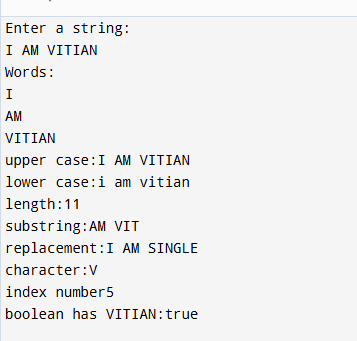 Enter a string:
I AM VITIAN
Words:
I
AM
VITIAN
upper case:I AM VITIAN
lower case:i am vitian
length:11
substring:AM VIT
replacement:I AM SINGLE
character:V
index number5
boolean has VITIAN:true